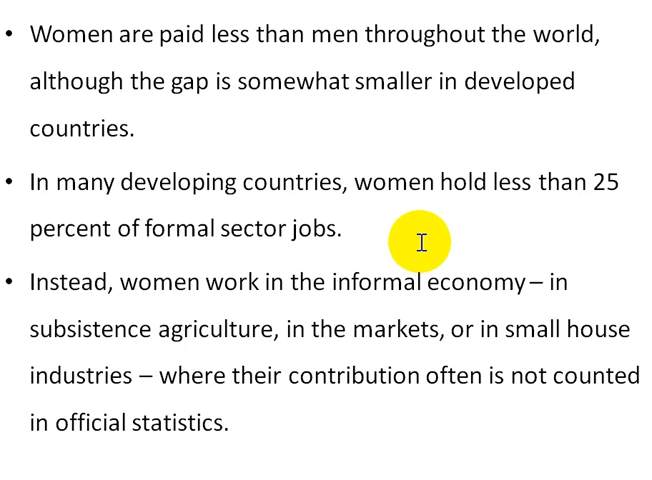 • Women are paid less than men throughout the world,
although the gap is somewhat smaller in developed
countries.
• In many developing countries, women hold less than 25
percent of formal sector jobs.
• Instead, women work in the informal economy – in
subsistence agriculture, in the markets, or in small house
industries – where their contribution often is not counted
in official statistics.